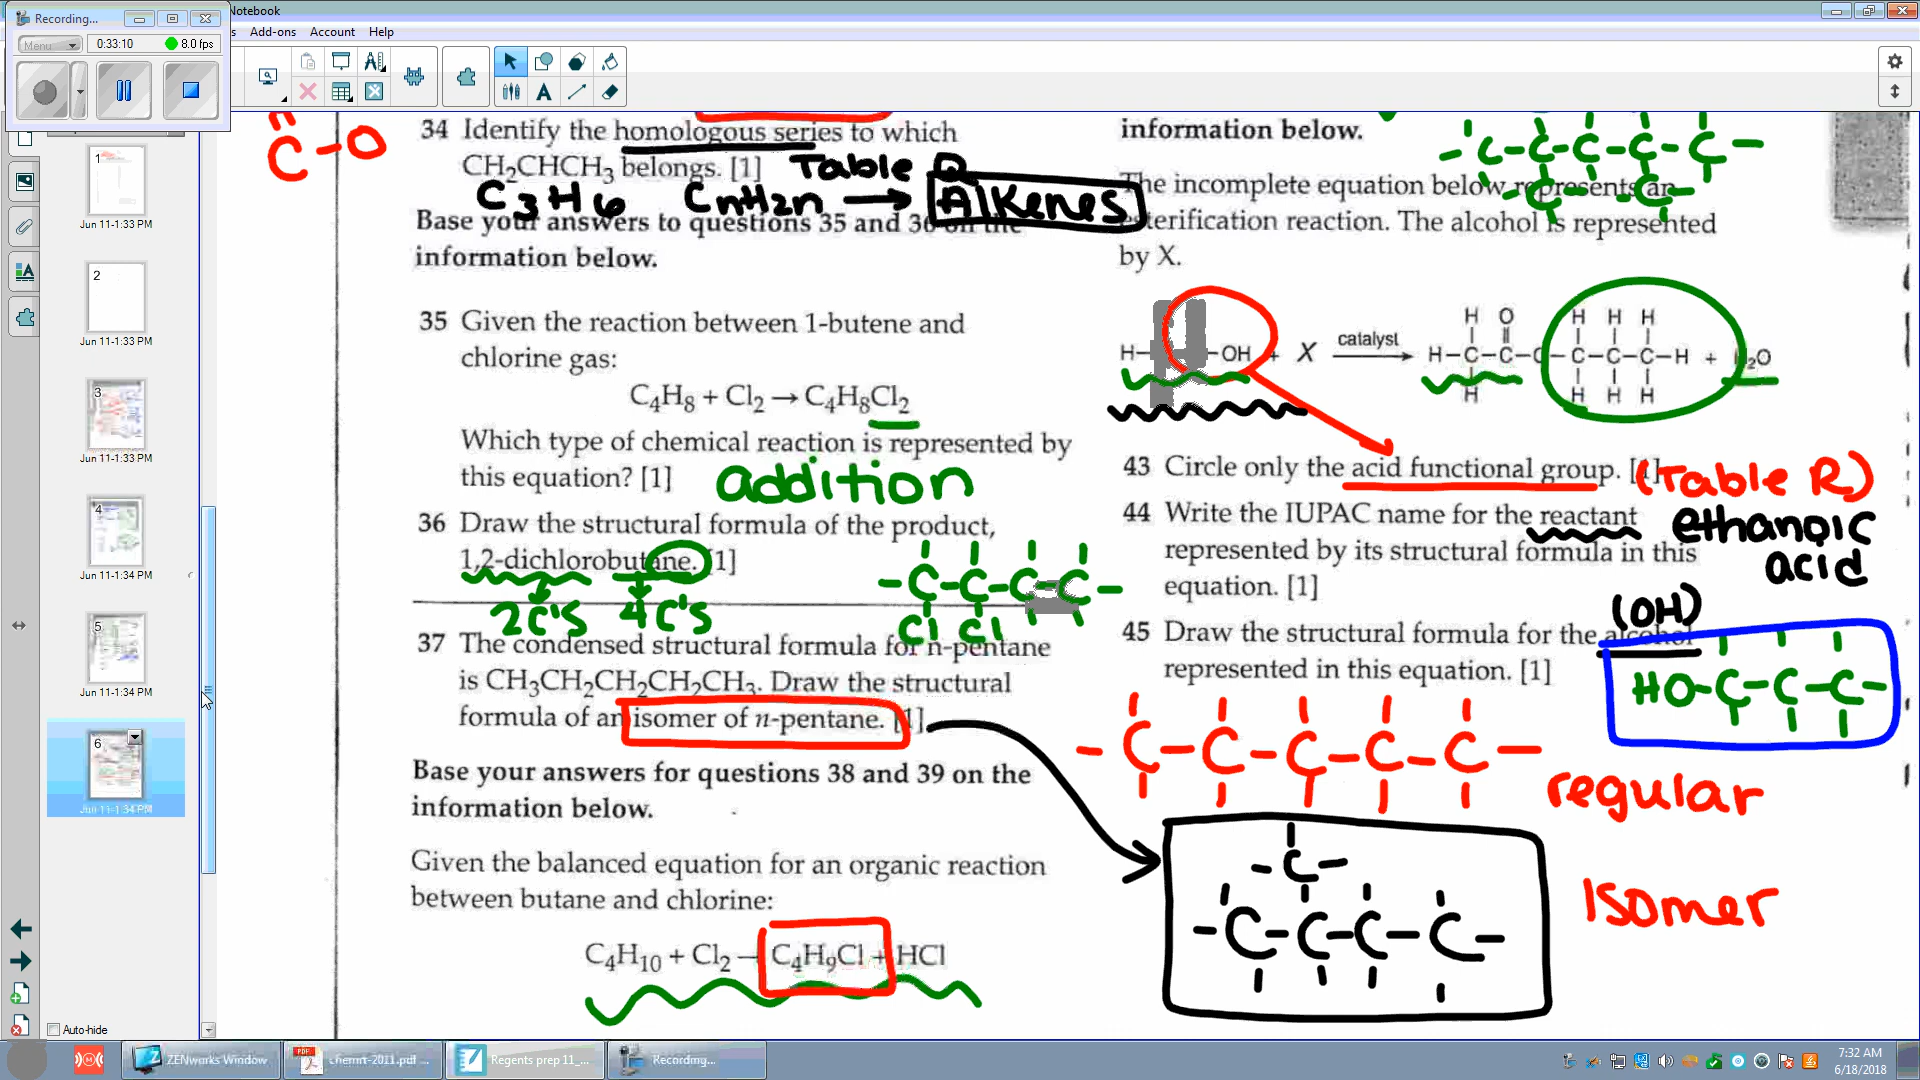 Recording...
Notebook
Menu
0:33:10
8.0 fps
Add-ons Account Help
1
Jun 11-1:33 PM
2
Jun 11-1:33 PM
3
Jun 11-1:33 PM
4
Jun 11-1:34 PM
5
Jun 11-1:34 PM
6
Jun 11-1:34 PM
Auto-hide
C-O
34 Identify the homologous series to which
CH₂CHCH₃ belongs. [1] Table Q
C3H6 CnH2n → Alkenes
Base your answers to questions 35 and 36 on the
information below.
35 Given the reaction between 1-butene and
chlorine gas:
C₄H₈ + Cl₂ → C₄H₈Cl₂
Which type of chemical reaction is represented by
this equation? [1] addition
36 Draw the structural formula of the product,
1,2-dichlorobutane. [1]
2C's 4C's
-C-C-C-C-
Cl Cl
37 The condensed structural formula for n-pentane
is CH₃CH₂CH₂CH₂CH₃. Draw the structural
formula of an isomer of n-pentane. [1]
Base your answers for questions 38 and 39 on the
information below.
Given the balanced equation for an organic reaction
between butane and chlorine:
C₄H₁₀ + Cl₂ → C₄H₉Cl + HCl
information below.
-C-C-C-C-C-
-C- C-
The incomplete equation below represents an
esterification reaction. The alcohol is represented
by X.
H H H H
O
H- -OH + X catalyst H-C-C- -C-C-C-H + H₂O
H H H H
43 Circle only the acid functional group. [1] (Table R)
44 Write the IUPAC name for the reactant
represented by its structural formula in this
equation. [1]
ethanoic
acid
(OH)
45 Draw the structural formula for the alcohol
represented in this equation. [1]
HO-C-C-C-
-C-C-C-C-C-
regular
-C-
-C-C-C-C-
Isomer
ZENworks Window
chemrt-2011.pdf ...
Regents prep 11_...
Recording...
7:32 AM
6/18/2018